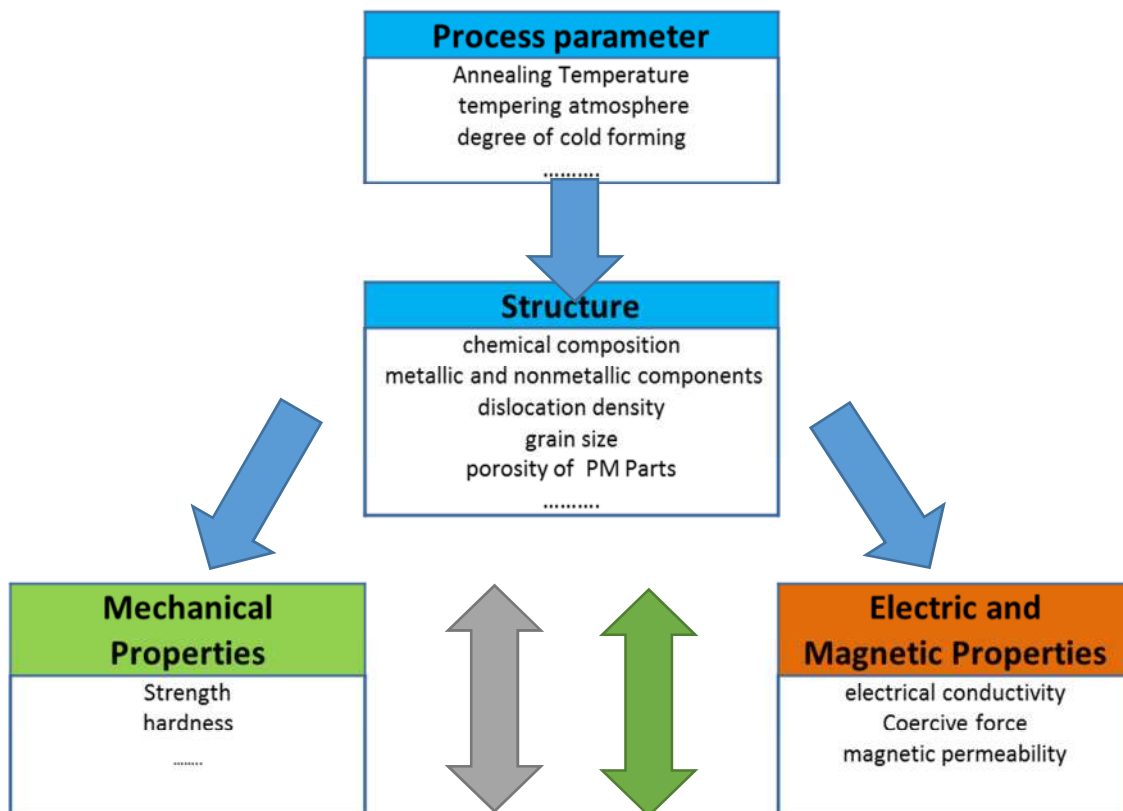 Process parameter
Annealing Temperature
tempering atmosphere
degree of cold forming
..........
Structure
chemical composition
metallic and nonmetallic components
dislocation density
grain size
porosity of PM Parts
..........
Mechanical
Properties
Strength
hardness
........
Electric and
Magnetic Properties
electrical conductivity
Coercive force
magnetic permeability